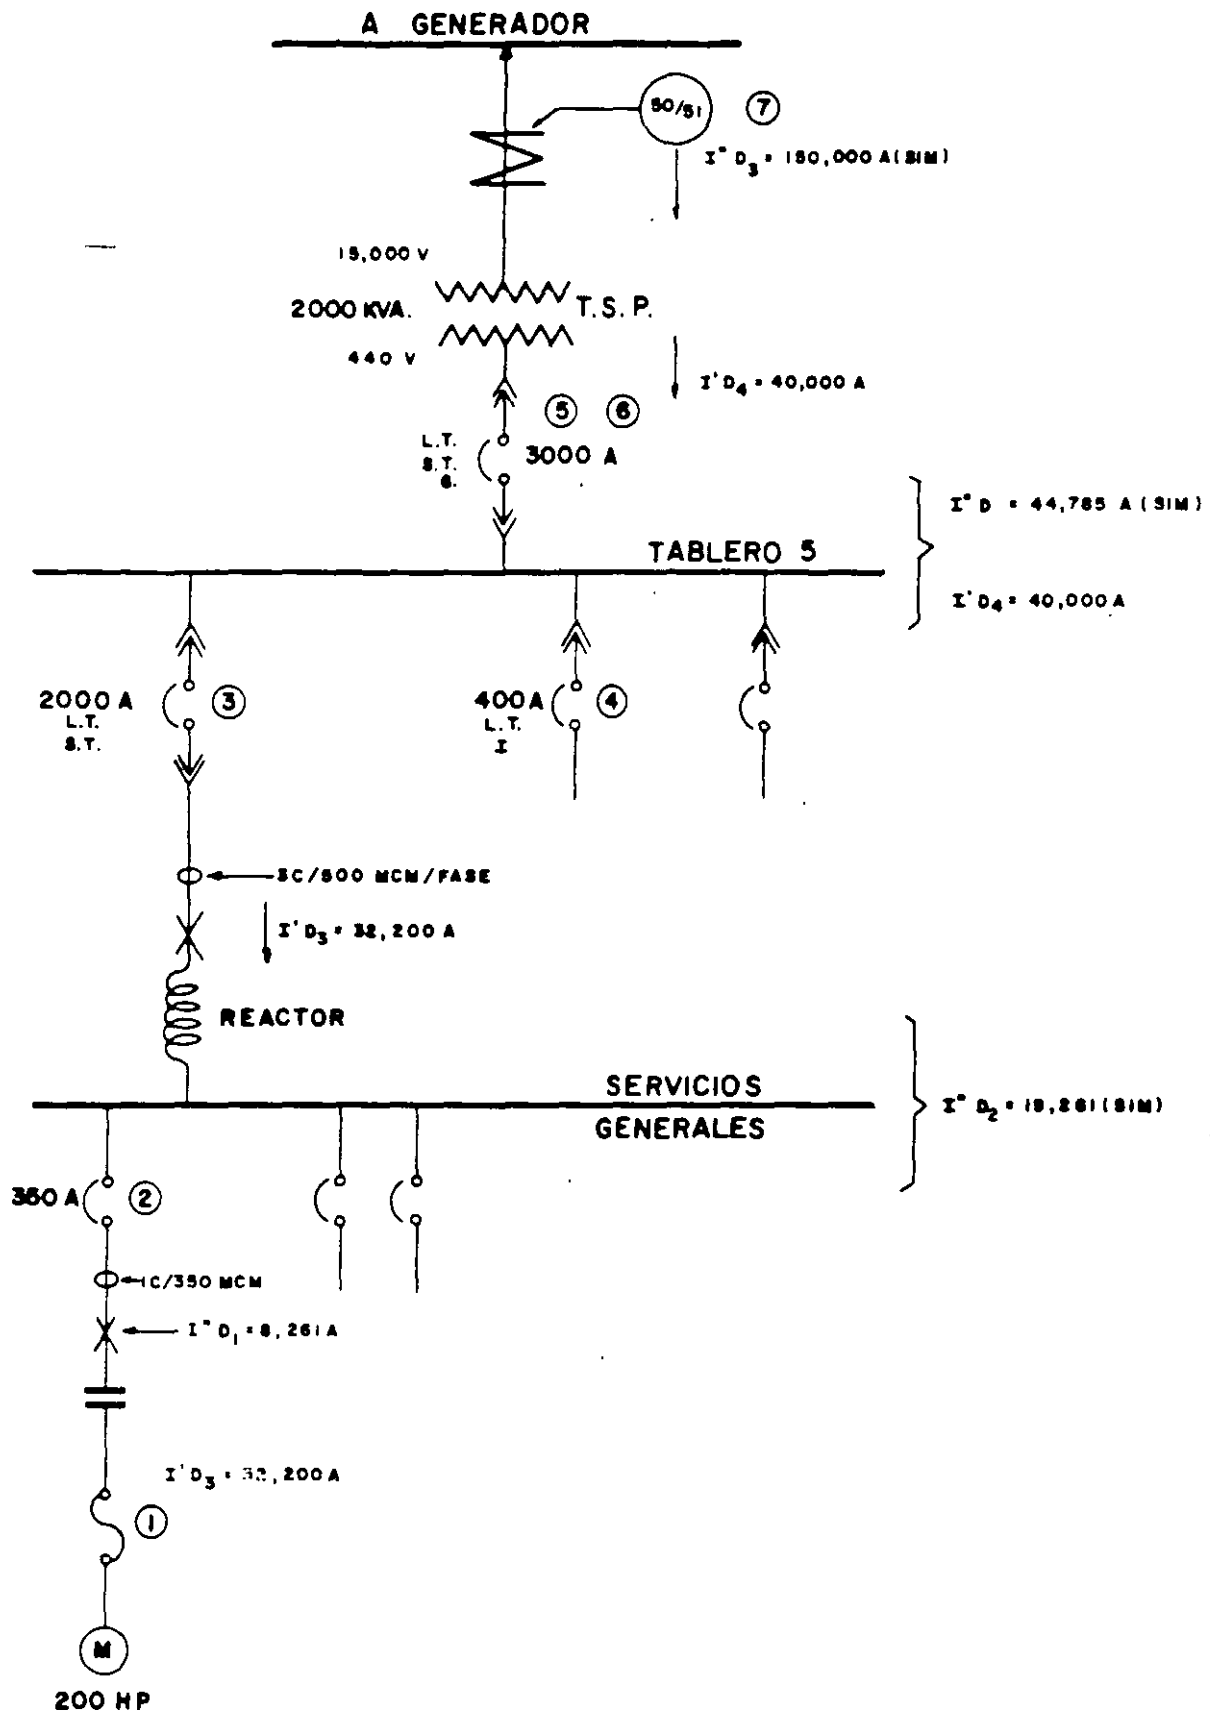 A GENERADOR
50/51
7
I" D3 = 150,000 A (SIM)
15,000 V
2000 KVA.
T.S.P.
440 V
I' D4 = 40,000 A
5
6
L.T.
S.T.
G.
3000 A
I" D = 44,785 A (SIM)
TABLERO 5
I' D4 = 40,000 A
2000 A
L.T.
S.T.
3
400 A
L.T.
I
4
3C/500 MCM/FASE
I' D3 = 32,200 A
REACTOR
SERVICIOS
GENERALES
I" D2 = 19,261 (SIM)
350 A
2
1C/350 MCM
I" D1 = 8,261 A
I' D3 = 32,200 A
1
M
200 HP